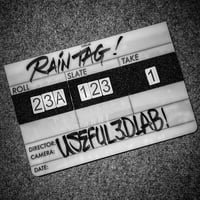 RAIN TAG!
ROLL SLATE TAKE
23A 123 1
DIRECTOR:
CAMERA: USEFUL3DLAB!
DATE: